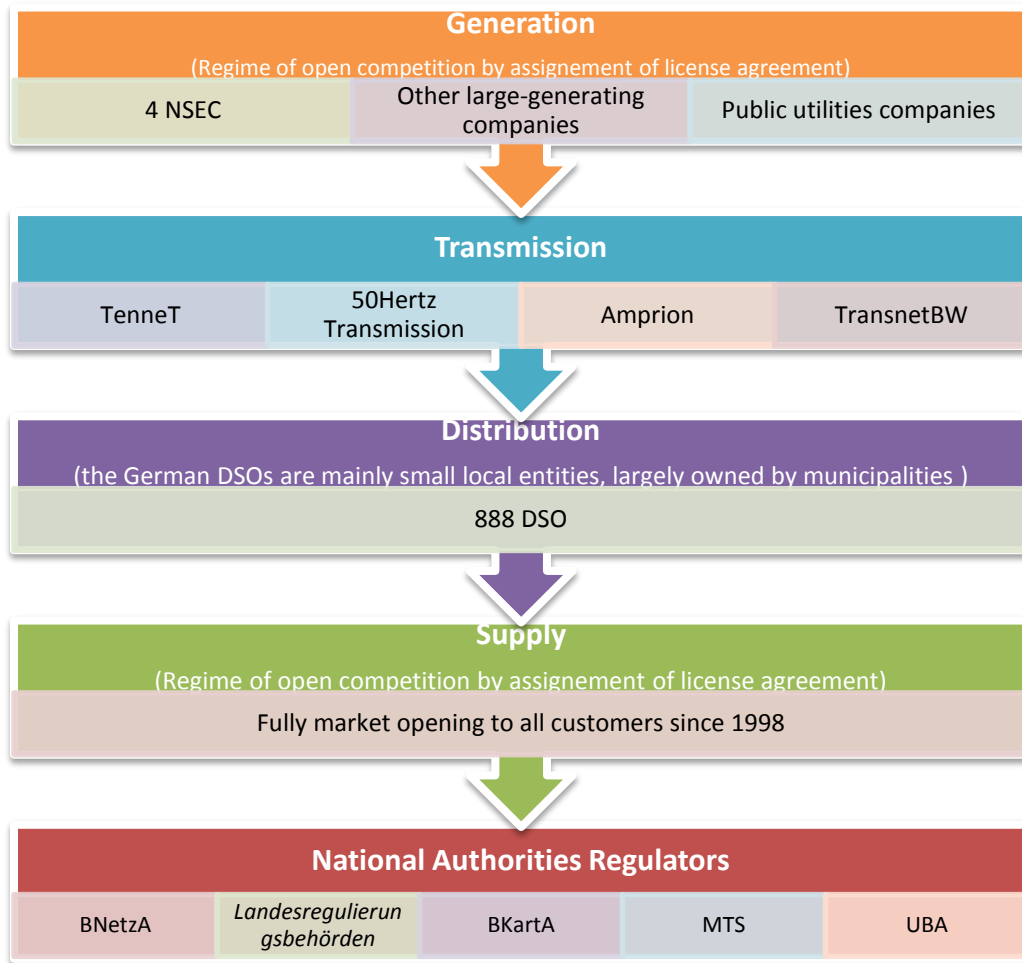 Generation
(Regime of open competition by assignement of license agreement)
4 NSEC
Other large-generating
companies
Public utilities companies
Transmission
TenneT
50Hertz
Transmission
Amprion
TransnetBW
Distribution
(the German DSOs are mainly small local entities, largely owned by municipalities )
888 DSO
Supply
(Regime of open competition by assignement of license agreement)
Fully market opening to all customers since 1998
National Authorities Regulators
BNetzA
Landesregulierun
gsbehörden
BKartA
MTS
UBA